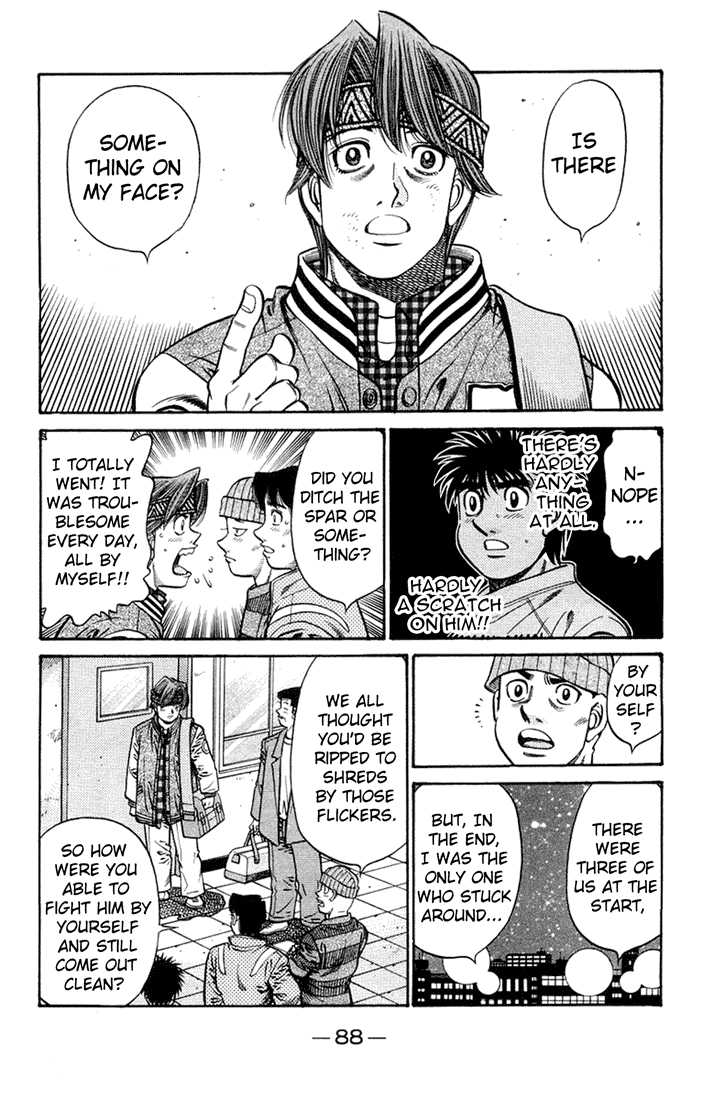 IS
THERE
SOME-
THING ON
MY FACE?
N-
NOPE
...
THERE'S
HARDLY
ANY-
THING
AT ALL.
HARDLY
A SCRATCH
ON HIM!!
DID YOU
DITCH THE
SPAR OR
SOME-
THING?
I TOTALLY
WENT! IT
WAS TROU-
BLESOME
EVERY DAY,
ALL BY
MYSELF!!
BY
YOUR
SELF
?
THERE
WERE
THREE OF
US AT THE
START,
BUT, IN
THE END,
I WAS THE
ONLY ONE
WHO STUCK
AROUND...
WE ALL
THOUGHT
YOU'D BE
RIPPED TO
SHREDS
BY THOSE
FLICKERS.
SO HOW
WERE YOU
ABLE TO
FIGHT HIM BY
YOURSELF
AND STILL
COME OUT
CLEAN?
—88—